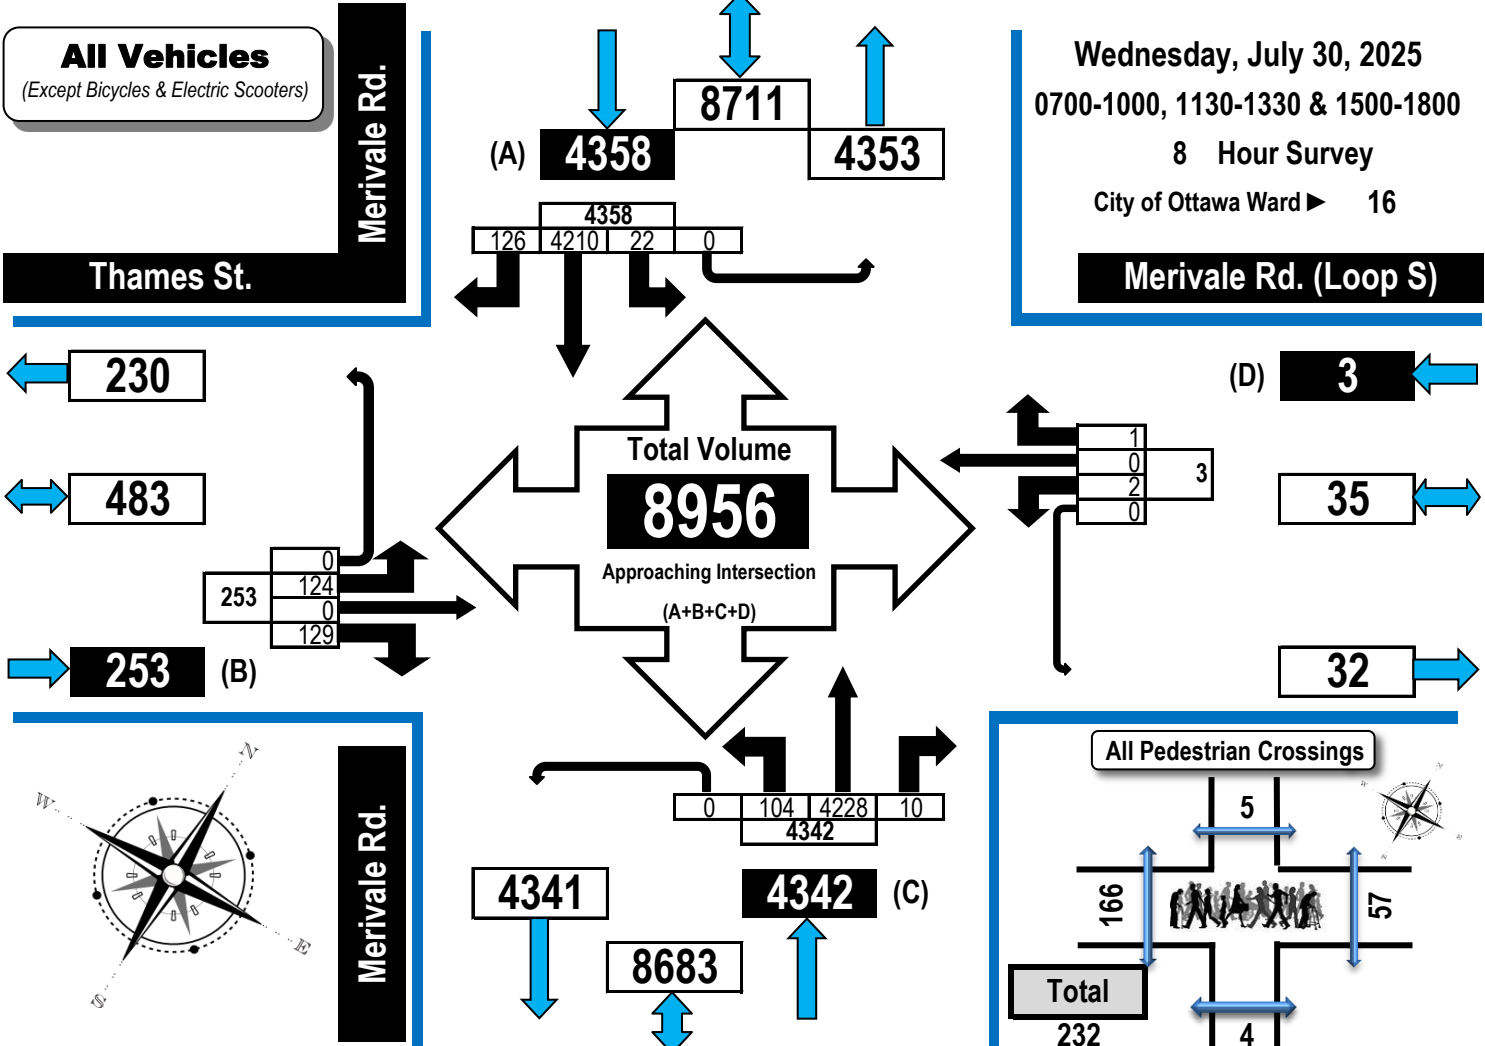 All Vehicles
(Except Bicycles & Electric Scooters)
Merivale Rd.
Thames St.
8711
(A) 4358
4353
4358
126 4210 22 0
Wednesday, July 30, 2025
0700-1000, 1130-1330 & 1500-1800
8 Hour Survey
City of Ottawa Ward ► 16
Merivale Rd. (Loop S)
230
483
0
124
0
129
253
253 (B)
Total Volume
8956
Approaching Intersection
(A+B+C+D)
(D) 3
1
0
2
0
3
35
32
N
W
E
S
Merivale Rd.
0 104 4228 10
4342
4341
4342 (C)
8683
All Pedestrian Crossings
5
166
57
Total
232
4